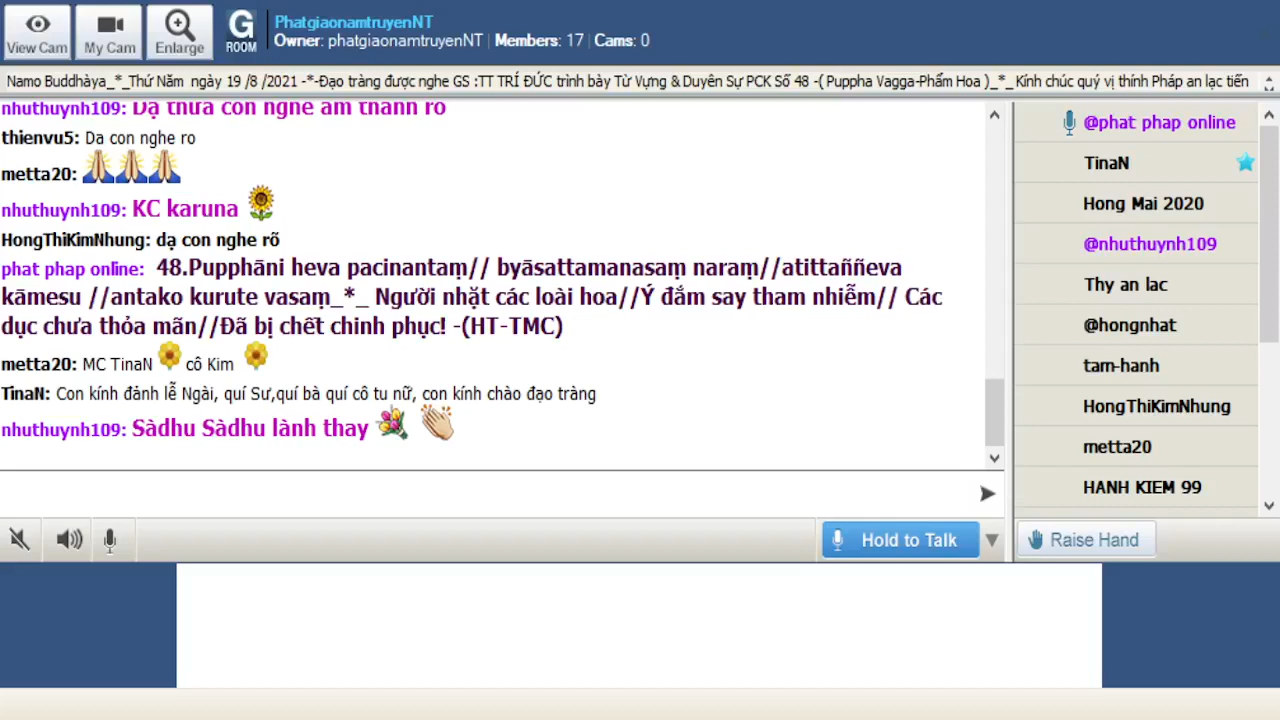 View Cam
My Cam
Enlarge
G
ROOM
PhatgiaonamtruyenNT
Owner: phatgiaonamtruyenNT | Members: 17 | Cams: 0
Namo Buddhàya_*_Thứ Năm ngày 19 /8 /2021 -*-Đạo tràng được nghe GS :TT TRÍ ĐỨC trình bày Từ Vựng & Duyên Sự PCK Số 48 -( Puppha Vagga-Phẩm Hoa )_*_Kính chúc quý vị thính Pháp an lạc tiến
nhuthuynh109: Dạ thưa con nghe âm thanh rõ
thienvu5: Da con nghe ro
metta20:
nhuthuynh109: KC karuna
HongThiKimNhung: dạ con nghe rõ
phat phap online: 48.Pupphāni heva pacinantaṃ// byāsattamanasaṃ naraṃ//atittaññeva
kāmesu //antako kurute vasaṃ_*_ Người nhặt các loài hoa//Ý đắm say tham nhiễm// Các
dục chưa thỏa mãn//Đã bị chết chinh phục! -(HT-TMC)
metta20: MC TinaN cô Kim
TinaN: Con kính đảnh lễ Ngài, quí Sư,quí bà quí cô tu nữ, con kính chào đạo tràng
nhuthuynh109: Sàdhu Sàdhu lành thay
@phat phap online
TinaN
Hong Mai 2020
@nhuthuynh109
Thy an lac
@hongnhat
tam-hanh
HongThiKimNhung
metta20
HANH KIEM 99
Hold to Talk
Raise Hand